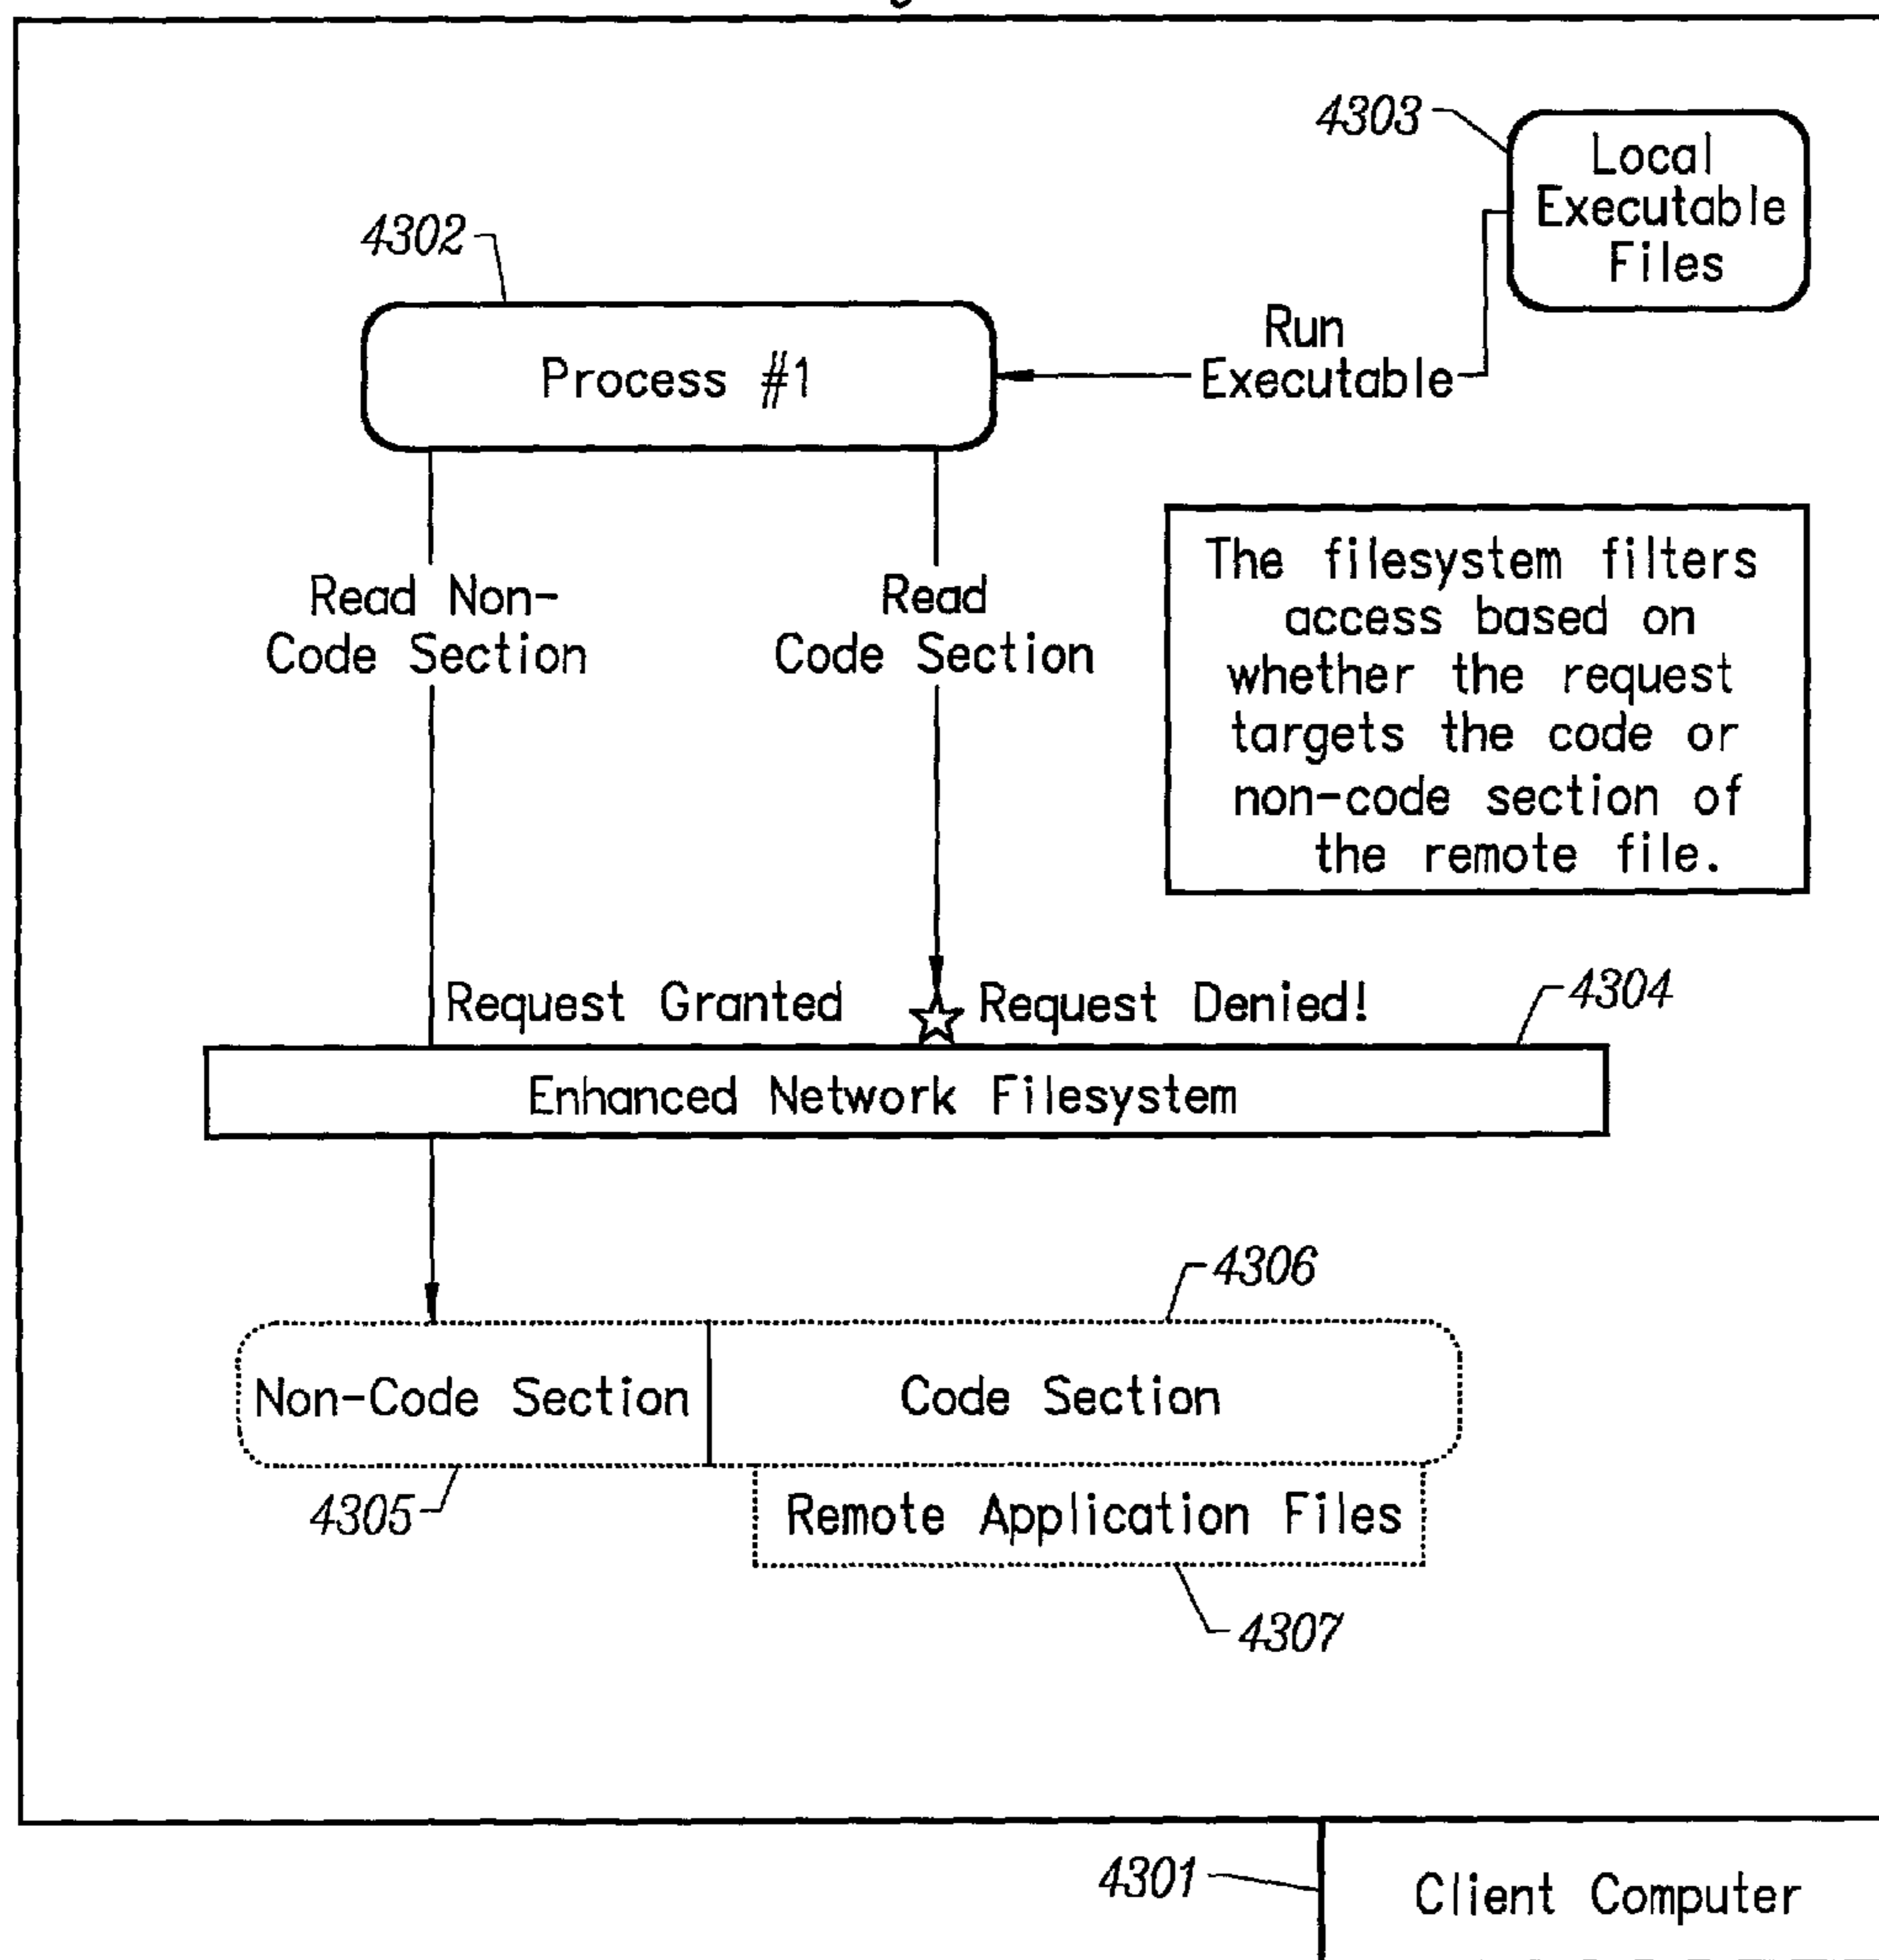 4303
Local
Executable
Files
4302
Run
Executable
Process #1
Read Non-
Code Section
Read
Code Section
The filesystem filters
access based on
whether the request
targets the code or
non-code section of
the remote file.
Request Granted
Request Denied!
4304
Enhanced Network Filesystem
4306
Non-Code Section
Code Section
4305
Remote Application Files
4307
4301
Client Computer